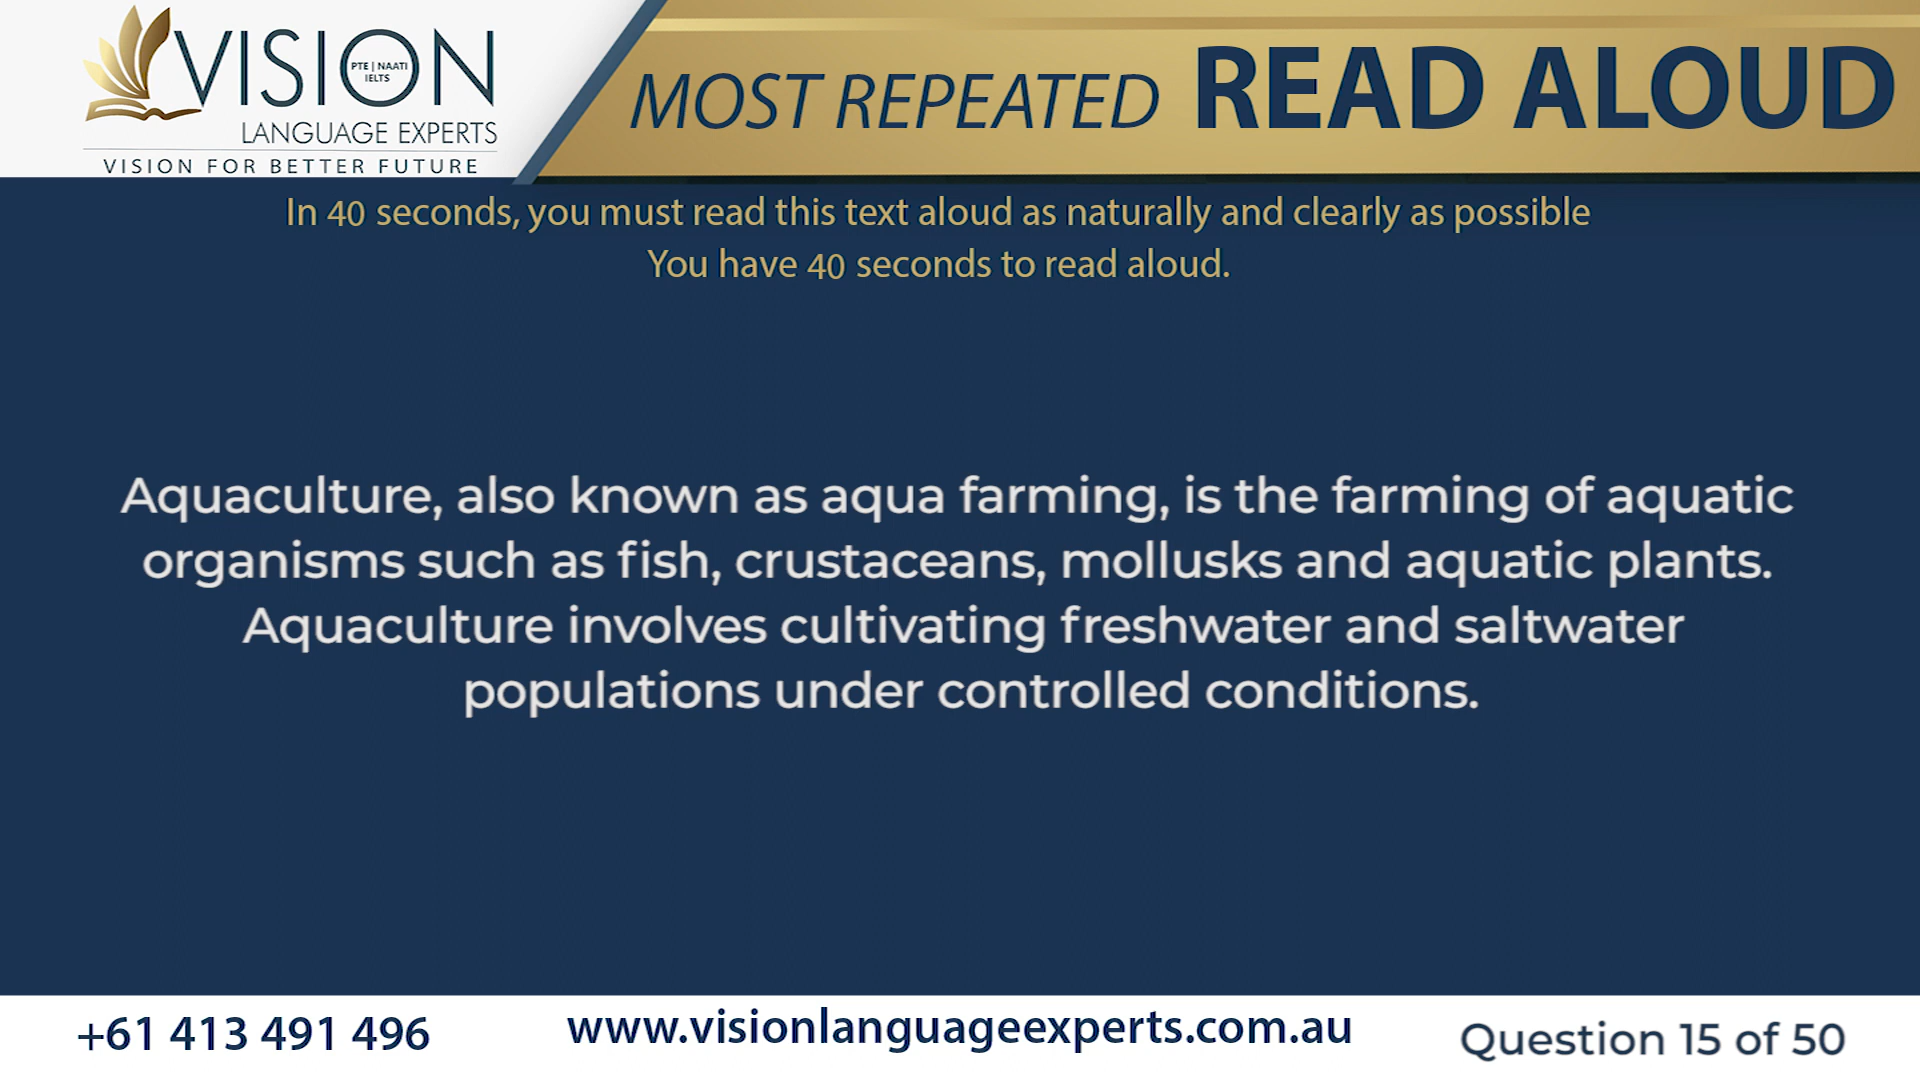 VISION
PTE | NAATI
IELTS
LANGUAGE EXPERTS
VISION FOR BETTER FUTURE
MOST REPEATED READ ALOUD
In 40 seconds, you must read this text aloud as naturally and clearly as possible
You have 40 seconds to read aloud.
Aquaculture, also known as aqua farming, is the farming of aquatic
organisms such as fish, crustaceans, mollusks and aquatic plants.
Aquaculture involves cultivating freshwater and saltwater
populations under controlled conditions.
+61 413 491 496
www.visionlanguageexperts.com.au
Question 15 of 50